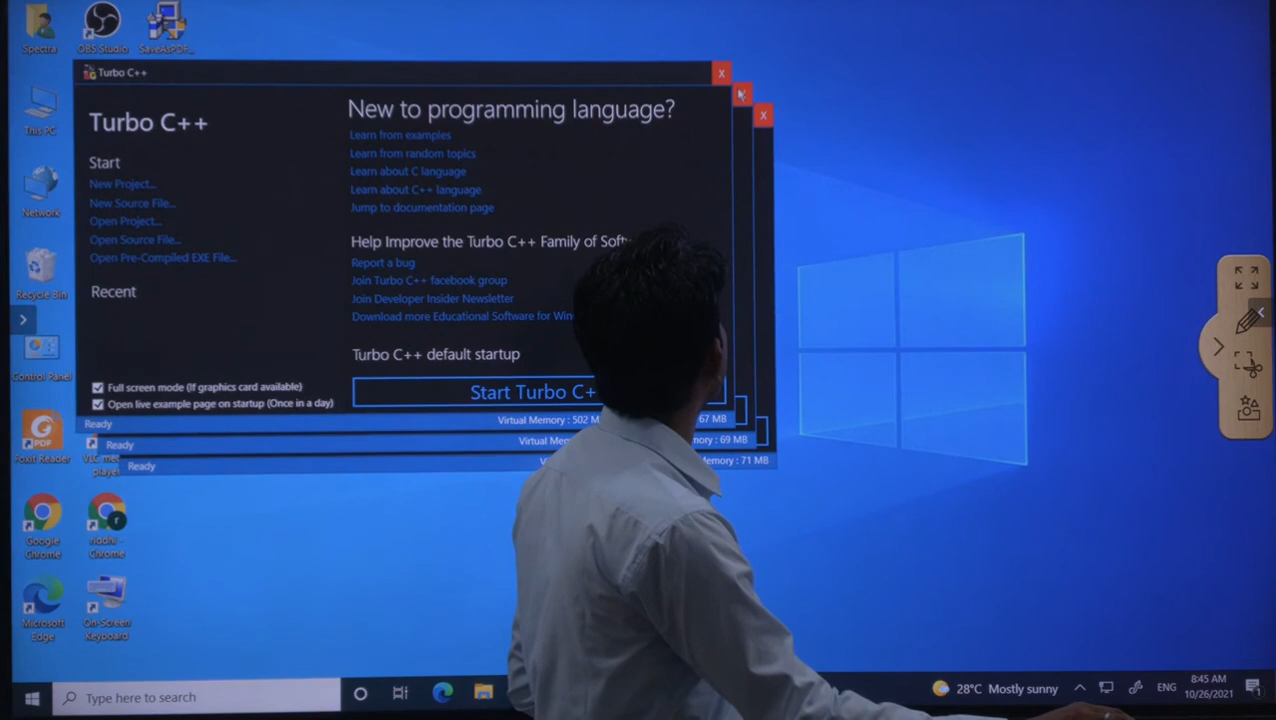 Spectra
OBS Studio
SaveAsPDF...
This PC
Network
Recycle Bin
Control Panel
Foxit Reader
VLC med
player
Google
Chrome
Chrome
Microsoft
Edge
On-Screen
Keyboard
Turbo C++
X
X
Turbo C++
Start
New Project...
New Source File...
Open Project...
Open Source File...
Open Pre-Compiled EXE File...
Recent
Full screen mode (If graphics card available)
Open live example page on startup (Once in a day)
New to programming language?
Learn from examples
Learn from random topics
Learn about C language
Learn about C++ language
Jump to documentation page
Help Improve the Turbo C++ Family of Softw
Report a bug
Join Turbo C++ facebook group
Join Developer Insider Newsletter
Download more Educational Software for Win
Turbo C++ default startup
Start Turbo C+
Ready
Virtual Memory : 502 M
67 MB
Ready
Virtual Mem
mory : 69 MB
Ready
Memory : 71 MB
Type here to search
28°C Mostly sunny
ENG
8:45 AM
10/26/2021
1